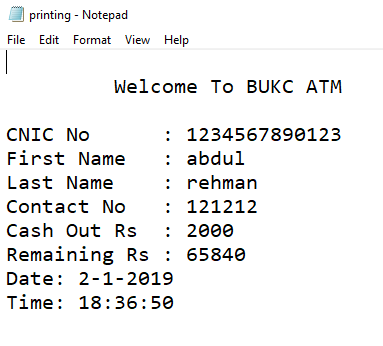 printing - Notepad
File Edit Format View Help
Welcome To BUKC ATM
CNIC No : 1234567890123
First Name : abdul
Last Name : rehman
Contact No : 121212
Cash Out Rs : 2000
Remaining Rs : 65840
Date: 2-1-2019
Time: 18:36:50